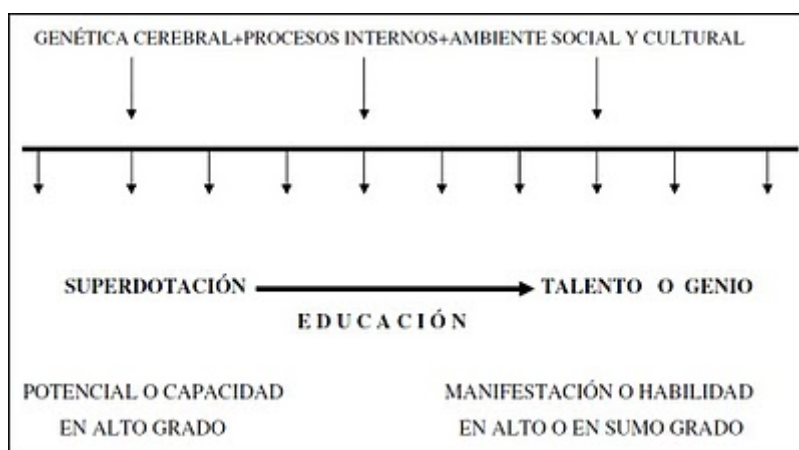 GENÉTICA CEREBRAL+PROCESOS INTERNOS+AMBIENTE SOCIAL Y CULTURAL
SUPERDOTACIÓN TALENTO O GENIO
EDUCACIÓN
POTENCIAL O CAPACIDAD MANIFESTACIÓN O HABILIDAD
EN ALTO GRADO EN ALTO O EN SUMO GRADO